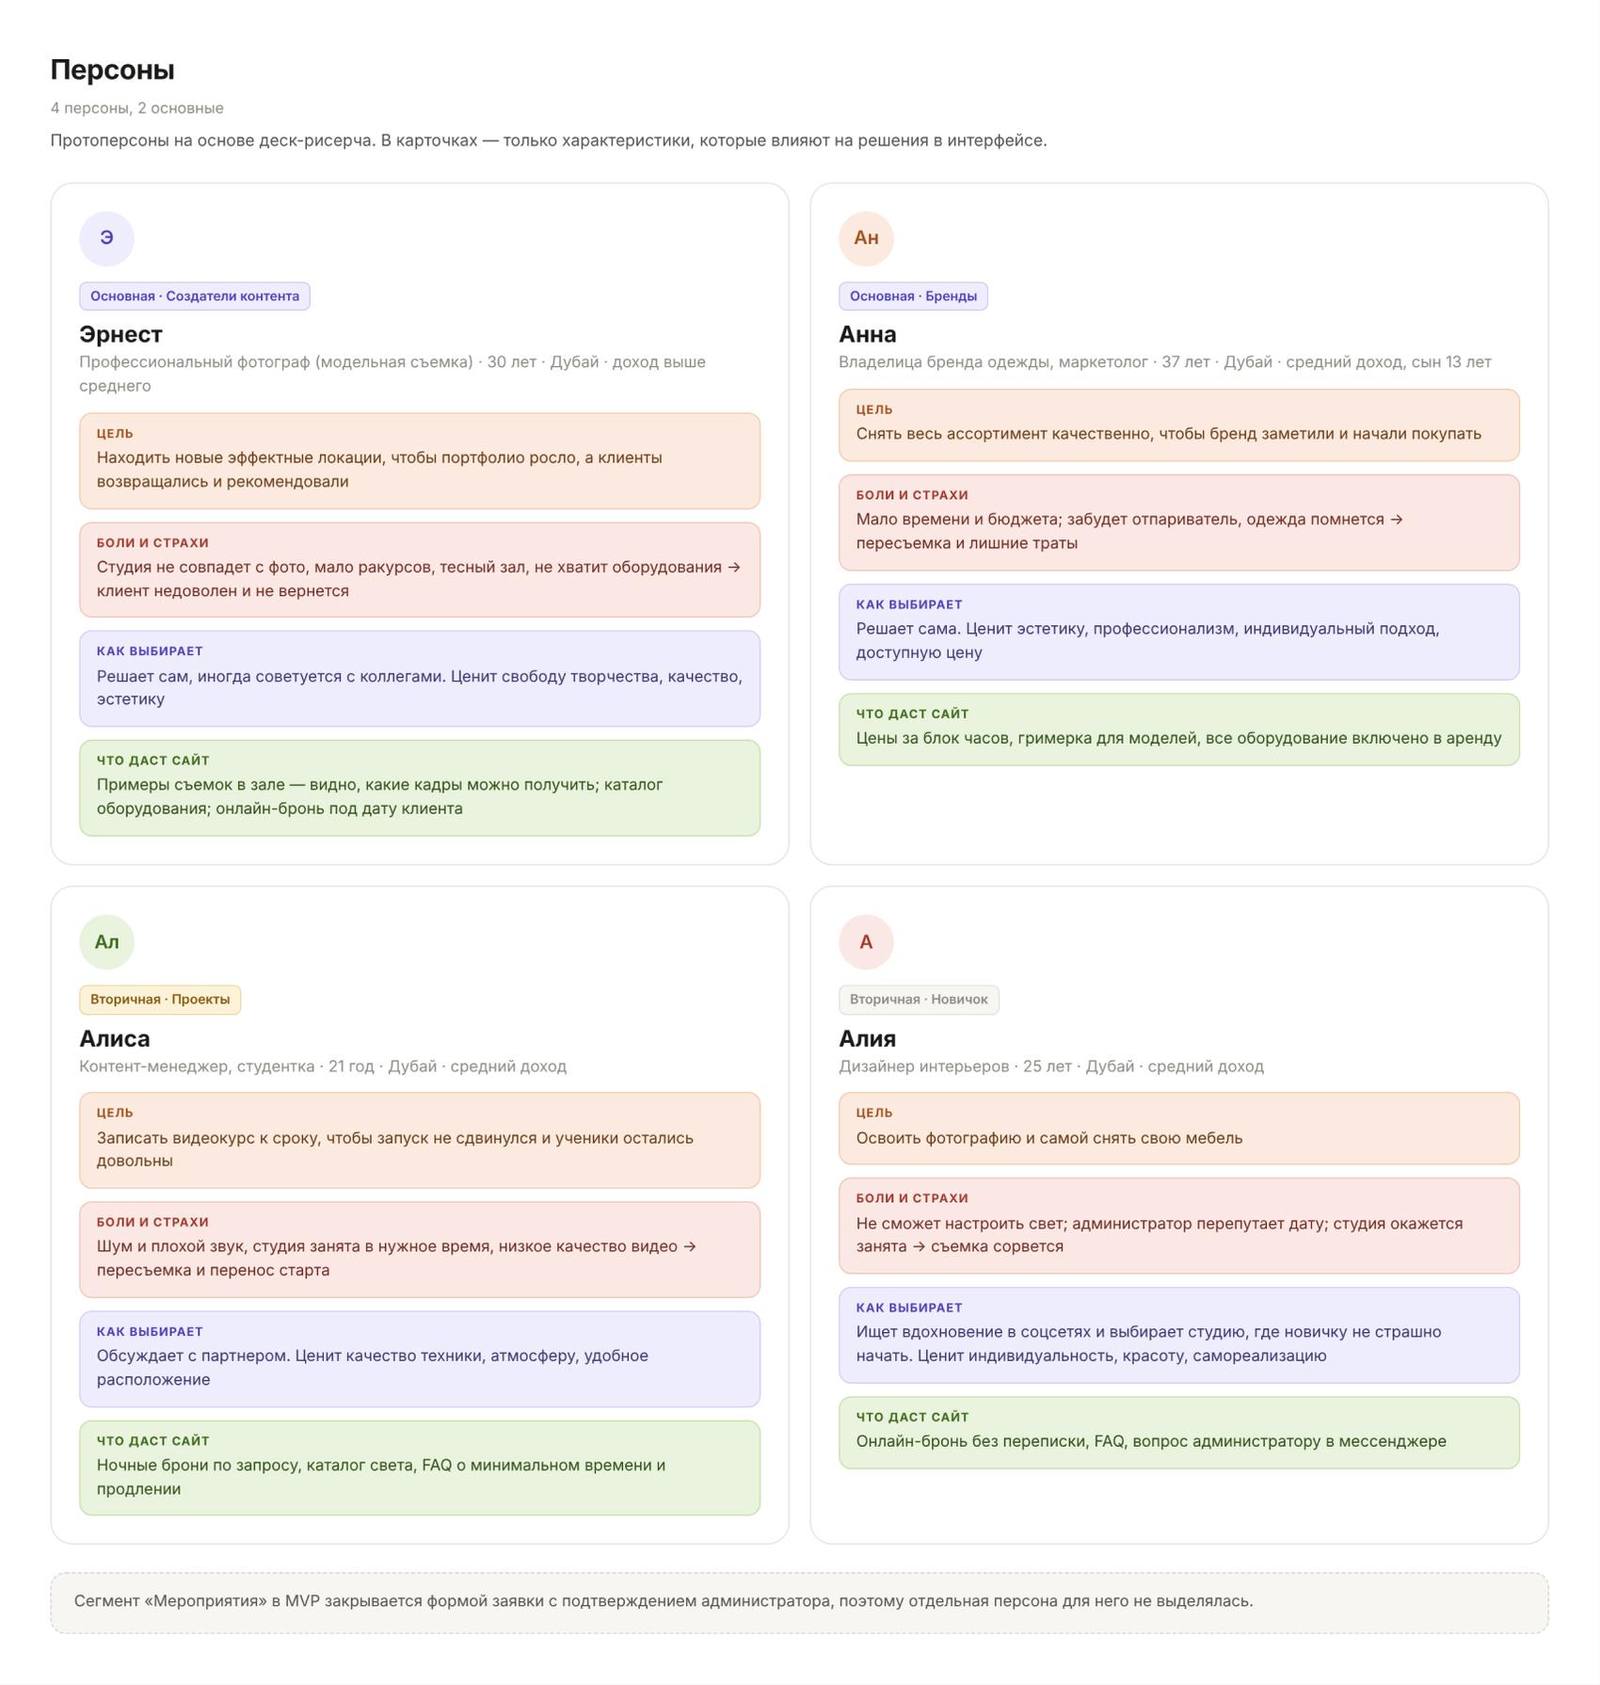 Персоны
4 персоны, 2 основные
Протоперсоны на основе деск-рисерча. В карточках — только характеристики, которые влияют на решения в интерфейсе.
Э
Основная · Создатели контента
Эрнест
Профессиональный фотограф (модельная съемка) · 30 лет · Дубай · доход выше
среднего
ЦЕЛЬ
Находить новые эффектные локации, чтобы портфолио росло, а клиенты
возвращались и рекомендовали
БОЛИ И СТРАХИ
Студия не совпадет с фото, мало ракурсов, тесный зал, не хватит оборудования →
клиент недоволен и не вернется
КАК ВЫБИРАЕТ
Решает сам, иногда советуется с коллегами. Ценит свободу творчества, качество,
эстетику
ЧТО ДАСТ САЙТ
Примеры съемок в зале — видно, какие кадры можно получить; каталог
оборудования; онлайн-бронь под дату клиента
Ан
Основная · Бренды
Анна
Владелица бренда одежды, маркетолог · 37 лет · Дубай · средний доход, сын 13 лет
ЦЕЛЬ
Снять весь ассортимент качественно, чтобы бренд заметили и начали покупать
БОЛИ И СТРАХИ
Мало времени и бюджета; забудет отпариватель, одежда помнется →
пересъемка и лишние траты
КАК ВЫБИРАЕТ
Решает сама. Ценит эстетику, профессионализм, индивидуальный подход,
доступную цену
ЧТО ДАСТ САЙТ
Цены за блок часов, гримерка для моделей, все оборудование включено в аренду
Ал
Вторичная · Проекты
Алиса
Контент-менеджер, студентка · 21 год · Дубай · средний доход
ЦЕЛЬ
Записать видеокурс к сроку, чтобы запуск не сдвинулся и ученики остались
довольны
БОЛИ И СТРАХИ
Шум и плохой звук, студия занята в нужное время, низкое качество видео →
пересъемка и перенос старта
КАК ВЫБИРАЕТ
Обсуждает с партнером. Ценит качество техники, атмосферу, удобное
расположение
ЧТО ДАСТ САЙТ
Ночные брони по запросу, каталог света, FAQ о минимальном времени и
продлении
А
Вторичная · Новичок
Алия
Дизайнер интерьеров · 25 лет · Дубай · средний доход
ЦЕЛЬ
Освоить фотографию и самой снять свою мебель
БОЛИ И СТРАХИ
Не сможет настроить свет; администратор перепутает дату; студия окажется
занята → съемка сорвется
КАК ВЫБИРАЕТ
Ищет вдохновение в соцсетях и выбирает студию, где новичку не страшно
начать. Ценит индивидуальность, красоту, самореализацию
ЧТО ДАСТ САЙТ
Онлайн-бронь без переписки, FAQ, вопрос администратору в мессенджере
Сегмент «Мероприятия» в MVP закрывается формой заявки с подтверждением администратора, поэтому отдельная персона для него не выделялась.